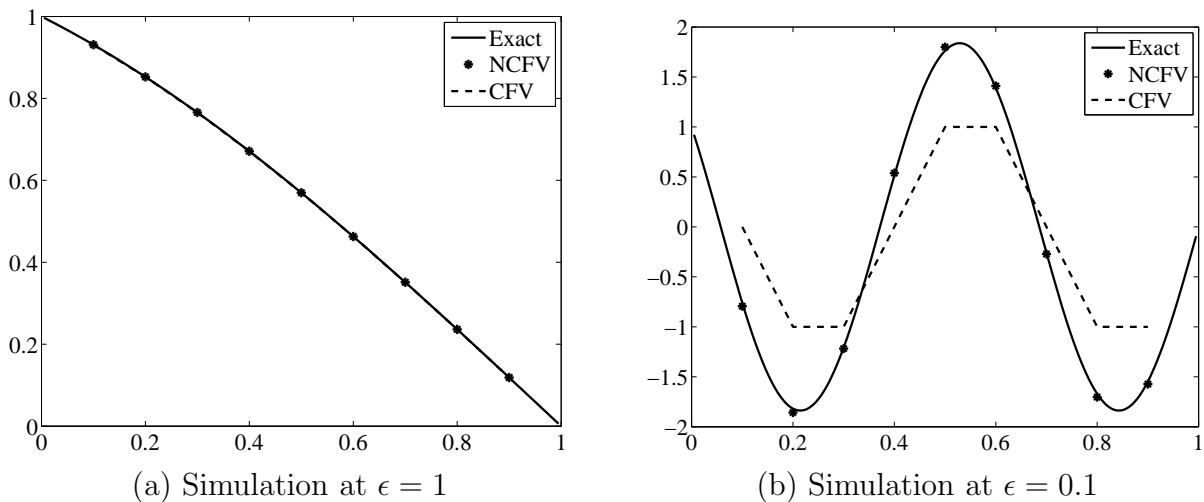 1
0.8
0.6
0.4
0.2
0
0 0.2 0.4 0.6 0.8 1
Exact
NCFV
CFV
(a) Simulation at ϵ = 1
2
1.5
1
0.5
0
−0.5
−1
−1.5
−2
0 0.2 0.4 0.6 0.8 1
Exact
NCFV
CFV
(b) Simulation at ϵ = 0.1